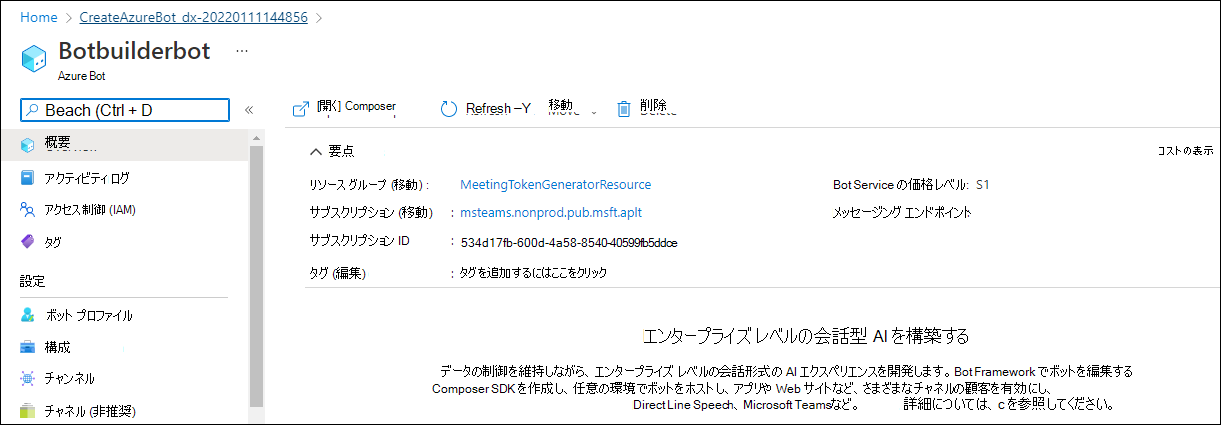 Home > CreateAzureBot_dx-20220111144856 >
Botbuilderbot ...
Azure Bot
Beach (Ctrl + D
«
[開く] Composer
Refresh –Y
移動
削除
概要
アクティビティ ログ
アクセス制御 (IAM)
タグ
設定
ボット プロファイル
構成
チャンネル
チャネル (非推奨)
要点
コストの表示
リソース グループ (移動) : MeetingTokenGeneratorResource
Bot Service の価格レベル: S1
サブスクリプション (移動) : msteams.nonprod.pub.msft.aplt
メッセージング エンドポイント
サブスクリプション ID : 534d17fb-600d-4a58-8540-40599fb5ddce
タグ (編集) : タグを追加するにはここをクリック
エンタープライズ レベルの会話型 AI を構築する
データの制御を維持しながら、エンタープライズ レベルの会話形式の AI エクスペリエンスを開発します。Bot Framework でボットを編集する
Composer SDK を作成し、任意の環境でボットをホストし、アプリや Web サイトなど、さまざまなチャネルの顧客を有効にし、
Direct Line Speech、Microsoft Teamsなど。 詳細については、cを参照してください。